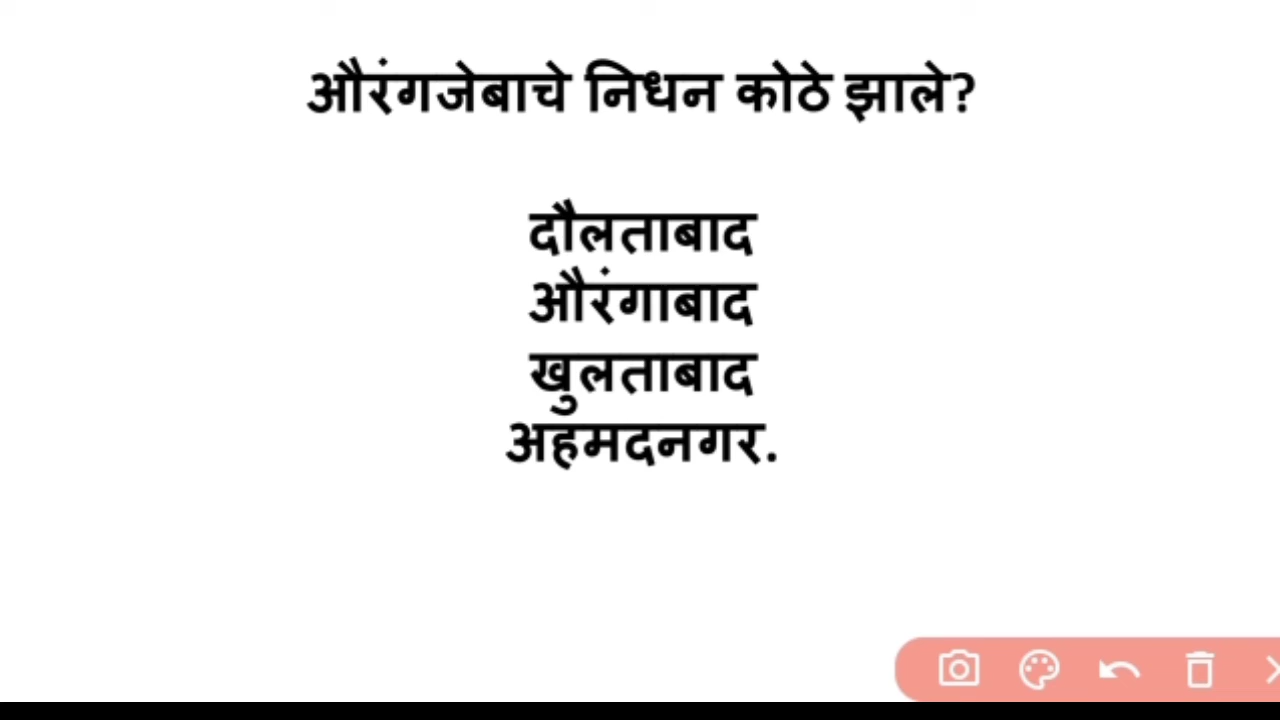 औरंगजेबाचे निधन कोठे झाले?
दौलताबाद
औरंगाबाद
खुलताबाद
अहमदनगर.